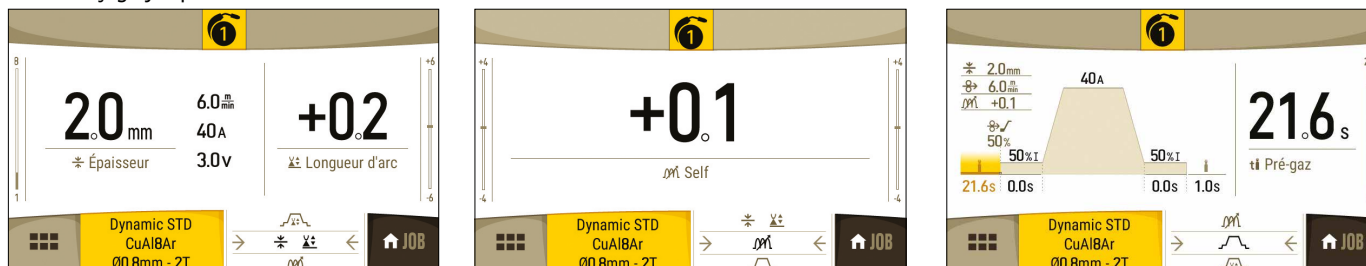 1
8
+6
2.0 mm
6.0 m/min
40A
3.0V
+0.2
Épaisseur
Longueur d'arc
1
-6
Dynamic STD
CuAl8Ar
Ø0.8mm - 2T
JOB
1
+4
+4
+0.1
Self
-4
-4
Dynamic STD
CuAl8Ar
Ø0.8mm - 2T
JOB
1
2.0mm
6.0 m/min
+0.1
50%
40A
50%I
50%I
21.6s
0.0s
0.0s
1.0s
21.6 s
Pré-gaz
Dynamic STD
CuAl8Ar
Ø0.8mm - 2T
JOB